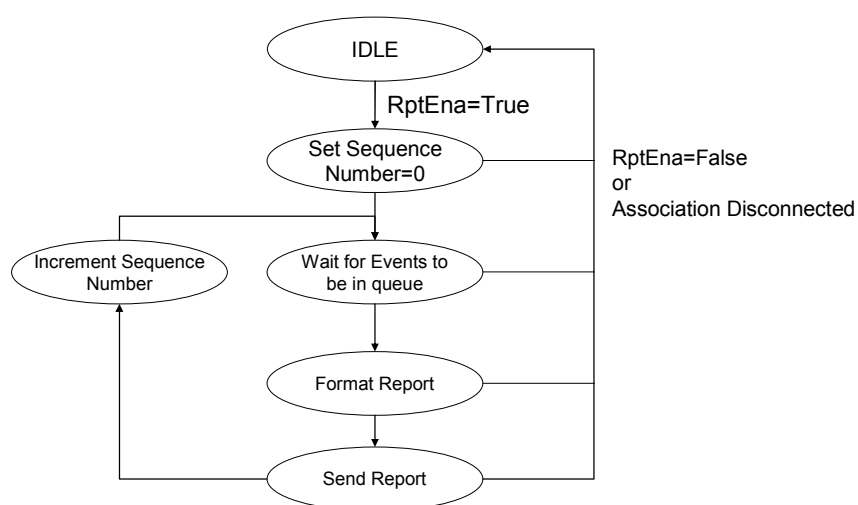 IDLE
RptEna=True
Set Sequence
Number=0
RptEna=False
or
Association Disconnected
Increment Sequence
Number
Wait for Events to
be in queue
Format Report
Send Report